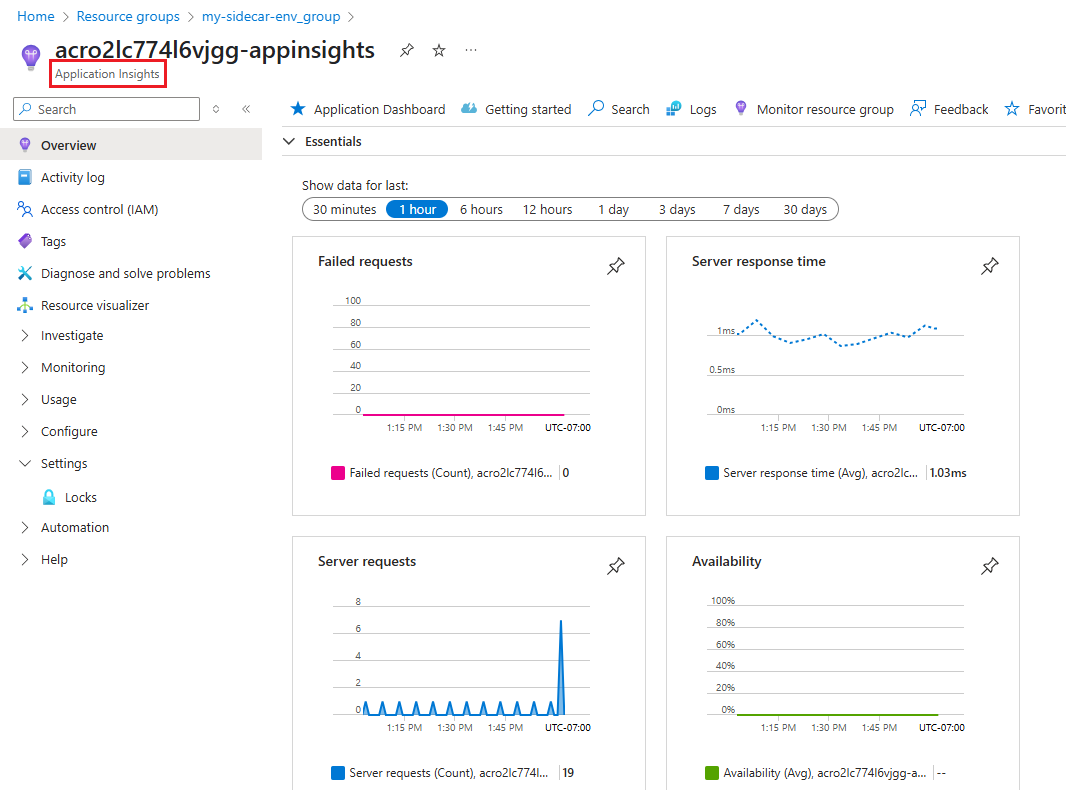 Home > Resource groups > my-sidecar-env_group >
acro2lc774l6vjgg-appinsights
Application Insights
Search
Application Dashboard Getting started Search Logs Monitor resource group Feedback Favorit
Essentials
Overview
Activity log
Access control (IAM)
Tags
Diagnose and solve problems
Resource visualizer
Investigate
Monitoring
Usage
Configure
Settings
Locks
Automation
Help
Show data for last:
30 minutes 1 hour 6 hours 12 hours 1 day 3 days 7 days 30 days
Failed requests
100
80
60
40
20
0
1:15 PM 1:30 PM 1:45 PM UTC-07:00
Failed requests (Count), acro2lc774l6... 0
Server response time
1ms
0.5ms
0ms
1:15 PM 1:30 PM 1:45 PM UTC-07:00
Server response time (Avg), acro2lc... 1.03ms
Server requests
8
6
4
2
0
1:15 PM 1:30 PM 1:45 PM UTC-07:00
Server requests (Count), acro2lc774l... 19
Availability
100%
80%
60%
40%
20%
0%
1:15 PM 1:30 PM 1:45 PM UTC-07:00
Availability (Avg), acro2lc774l6vjgg-a... --